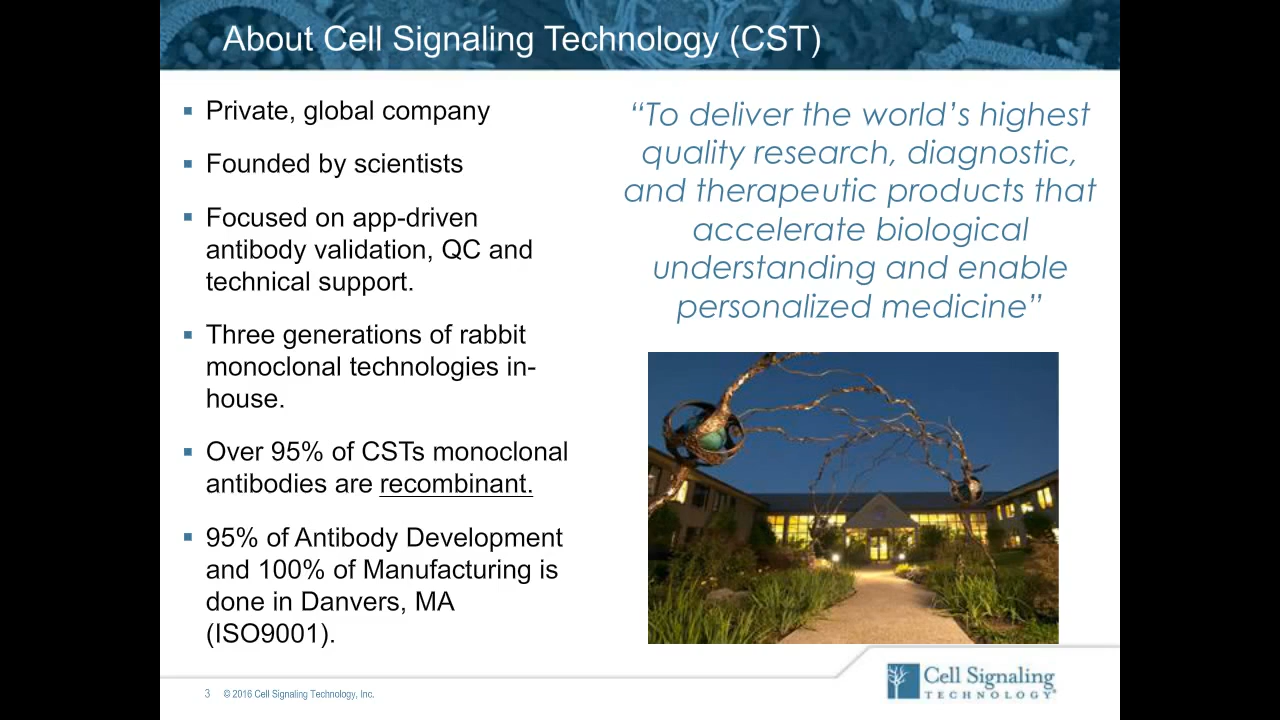 About Cell Signaling Technology (CST)
▪ Private, global company
▪ Founded by scientists
▪ Focused on app-driven
antibody validation, QC and
technical support.
▪ Three generations of rabbit
monoclonal technologies in-
house.
▪ Over 95% of CSTs monoclonal
antibodies are recombinant.
▪ 95% of Antibody Development
and 100% of Manufacturing is
done in Danvers, MA
(ISO9001).
“To deliver the world’s highest
quality research, diagnostic,
and therapeutic products that
accelerate biological
understanding and enable
personalized medicine”
3 © 2016 Cell Signaling Technology, Inc.
Cell Signaling
TECHNOLOGY®